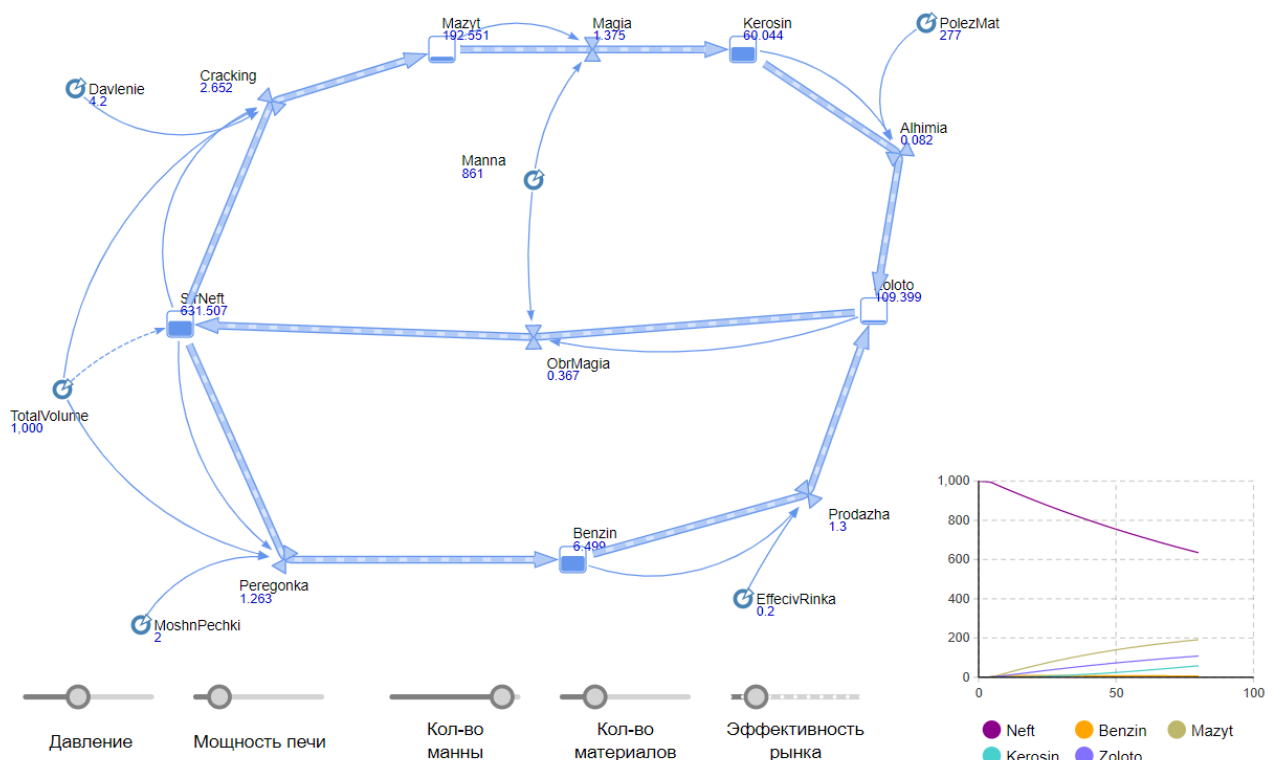 Mazyt
192.551
Magia
1.375
Kerosin
60.044
PolezMat
277
Cracking
2.652
Davlenie
4.2
Alhimia
0.082
Manna
861
SirNeft
631.507
Zoloto
109.399
ObrMagia
0.367
TotalVolume
1,000
Prodazha
1.3
Benzin
6.499
Peregonka
1.263
EffecivRinka
0.2
MoshnPechki
2
Давление
Мощность печи
Кол-во
манны
Кол-во
материалов
Эффективность
рынка
1,000
800
600
400
200
0
0
50
100
Neft
Benzin
Mazyt
Kerosin
Zoloto